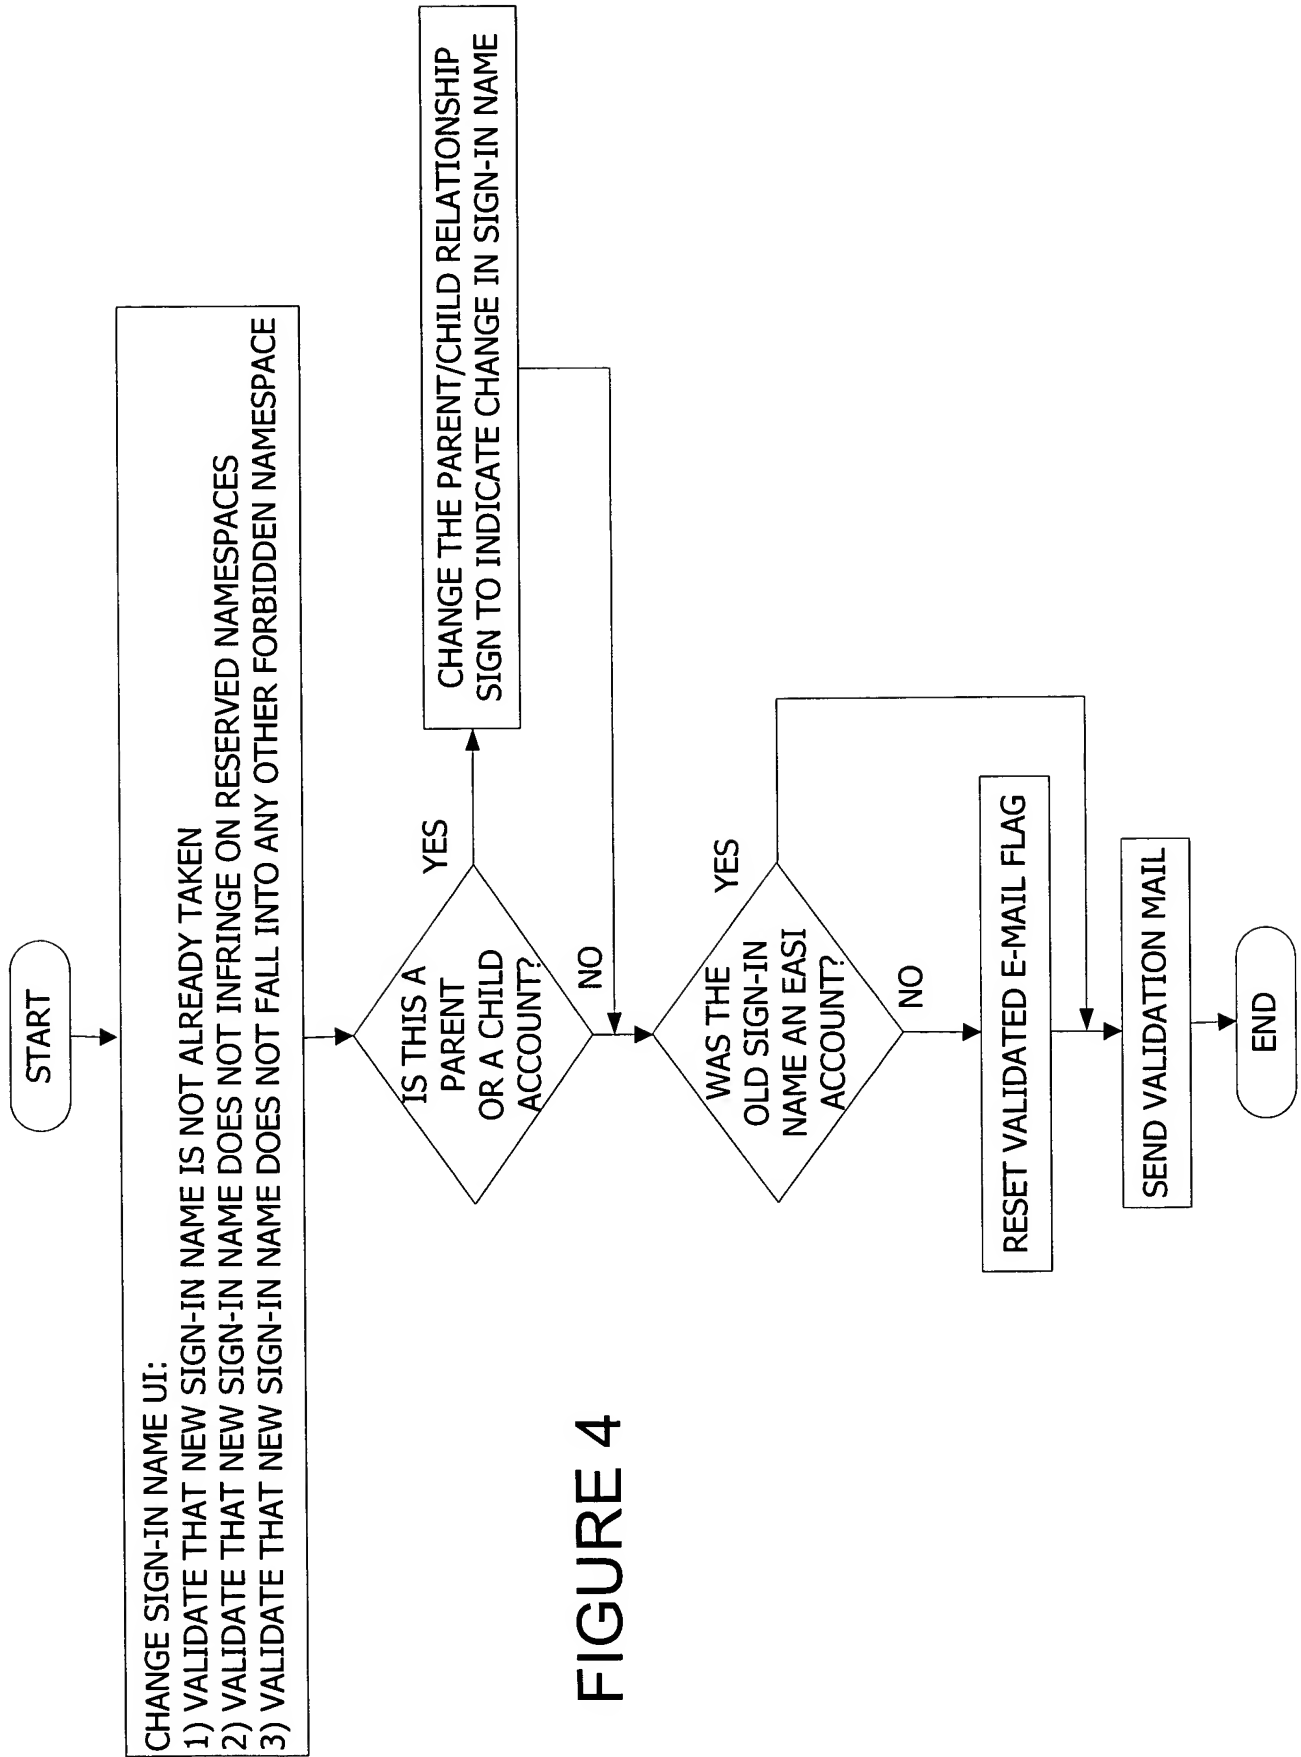 START
CHANGE SIGN-IN NAME UI:
1) VALIDATE THAT NEW SIGN-IN NAME IS NOT ALREADY TAKEN
2) VALIDATE THAT NEW SIGN-IN NAME DOES NOT INFRINGE ON RESERVED NAMESPACES
3) VALIDATE THAT NEW SIGN-IN NAME DOES NOT FALL INTO ANY OTHER FORBIDDEN NAMESPACE
IS THIS A
PARENT
OR A CHILD
ACCOUNT?
YES
CHANGE THE PARENT/CHILD RELATIONSHIP
SIGN TO INDICATE CHANGE IN SIGN-IN NAME
NO
WAS THE
OLD SIGN-IN
NAME AN EASI
ACCOUNT?
YES
NO
RESET VALIDATED E-MAIL FLAG
SEND VALIDATION MAIL
END
FIGURE 4